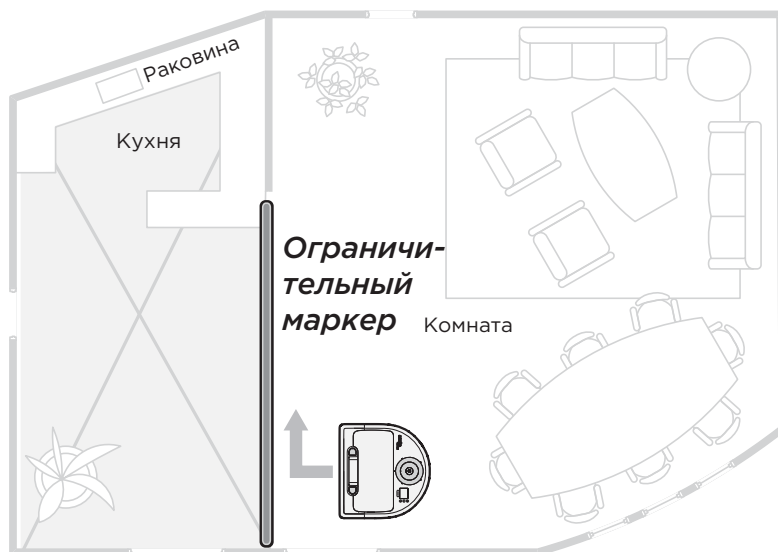 Раковина
Кухня
Ограничи-
тельный
маркер
Комната